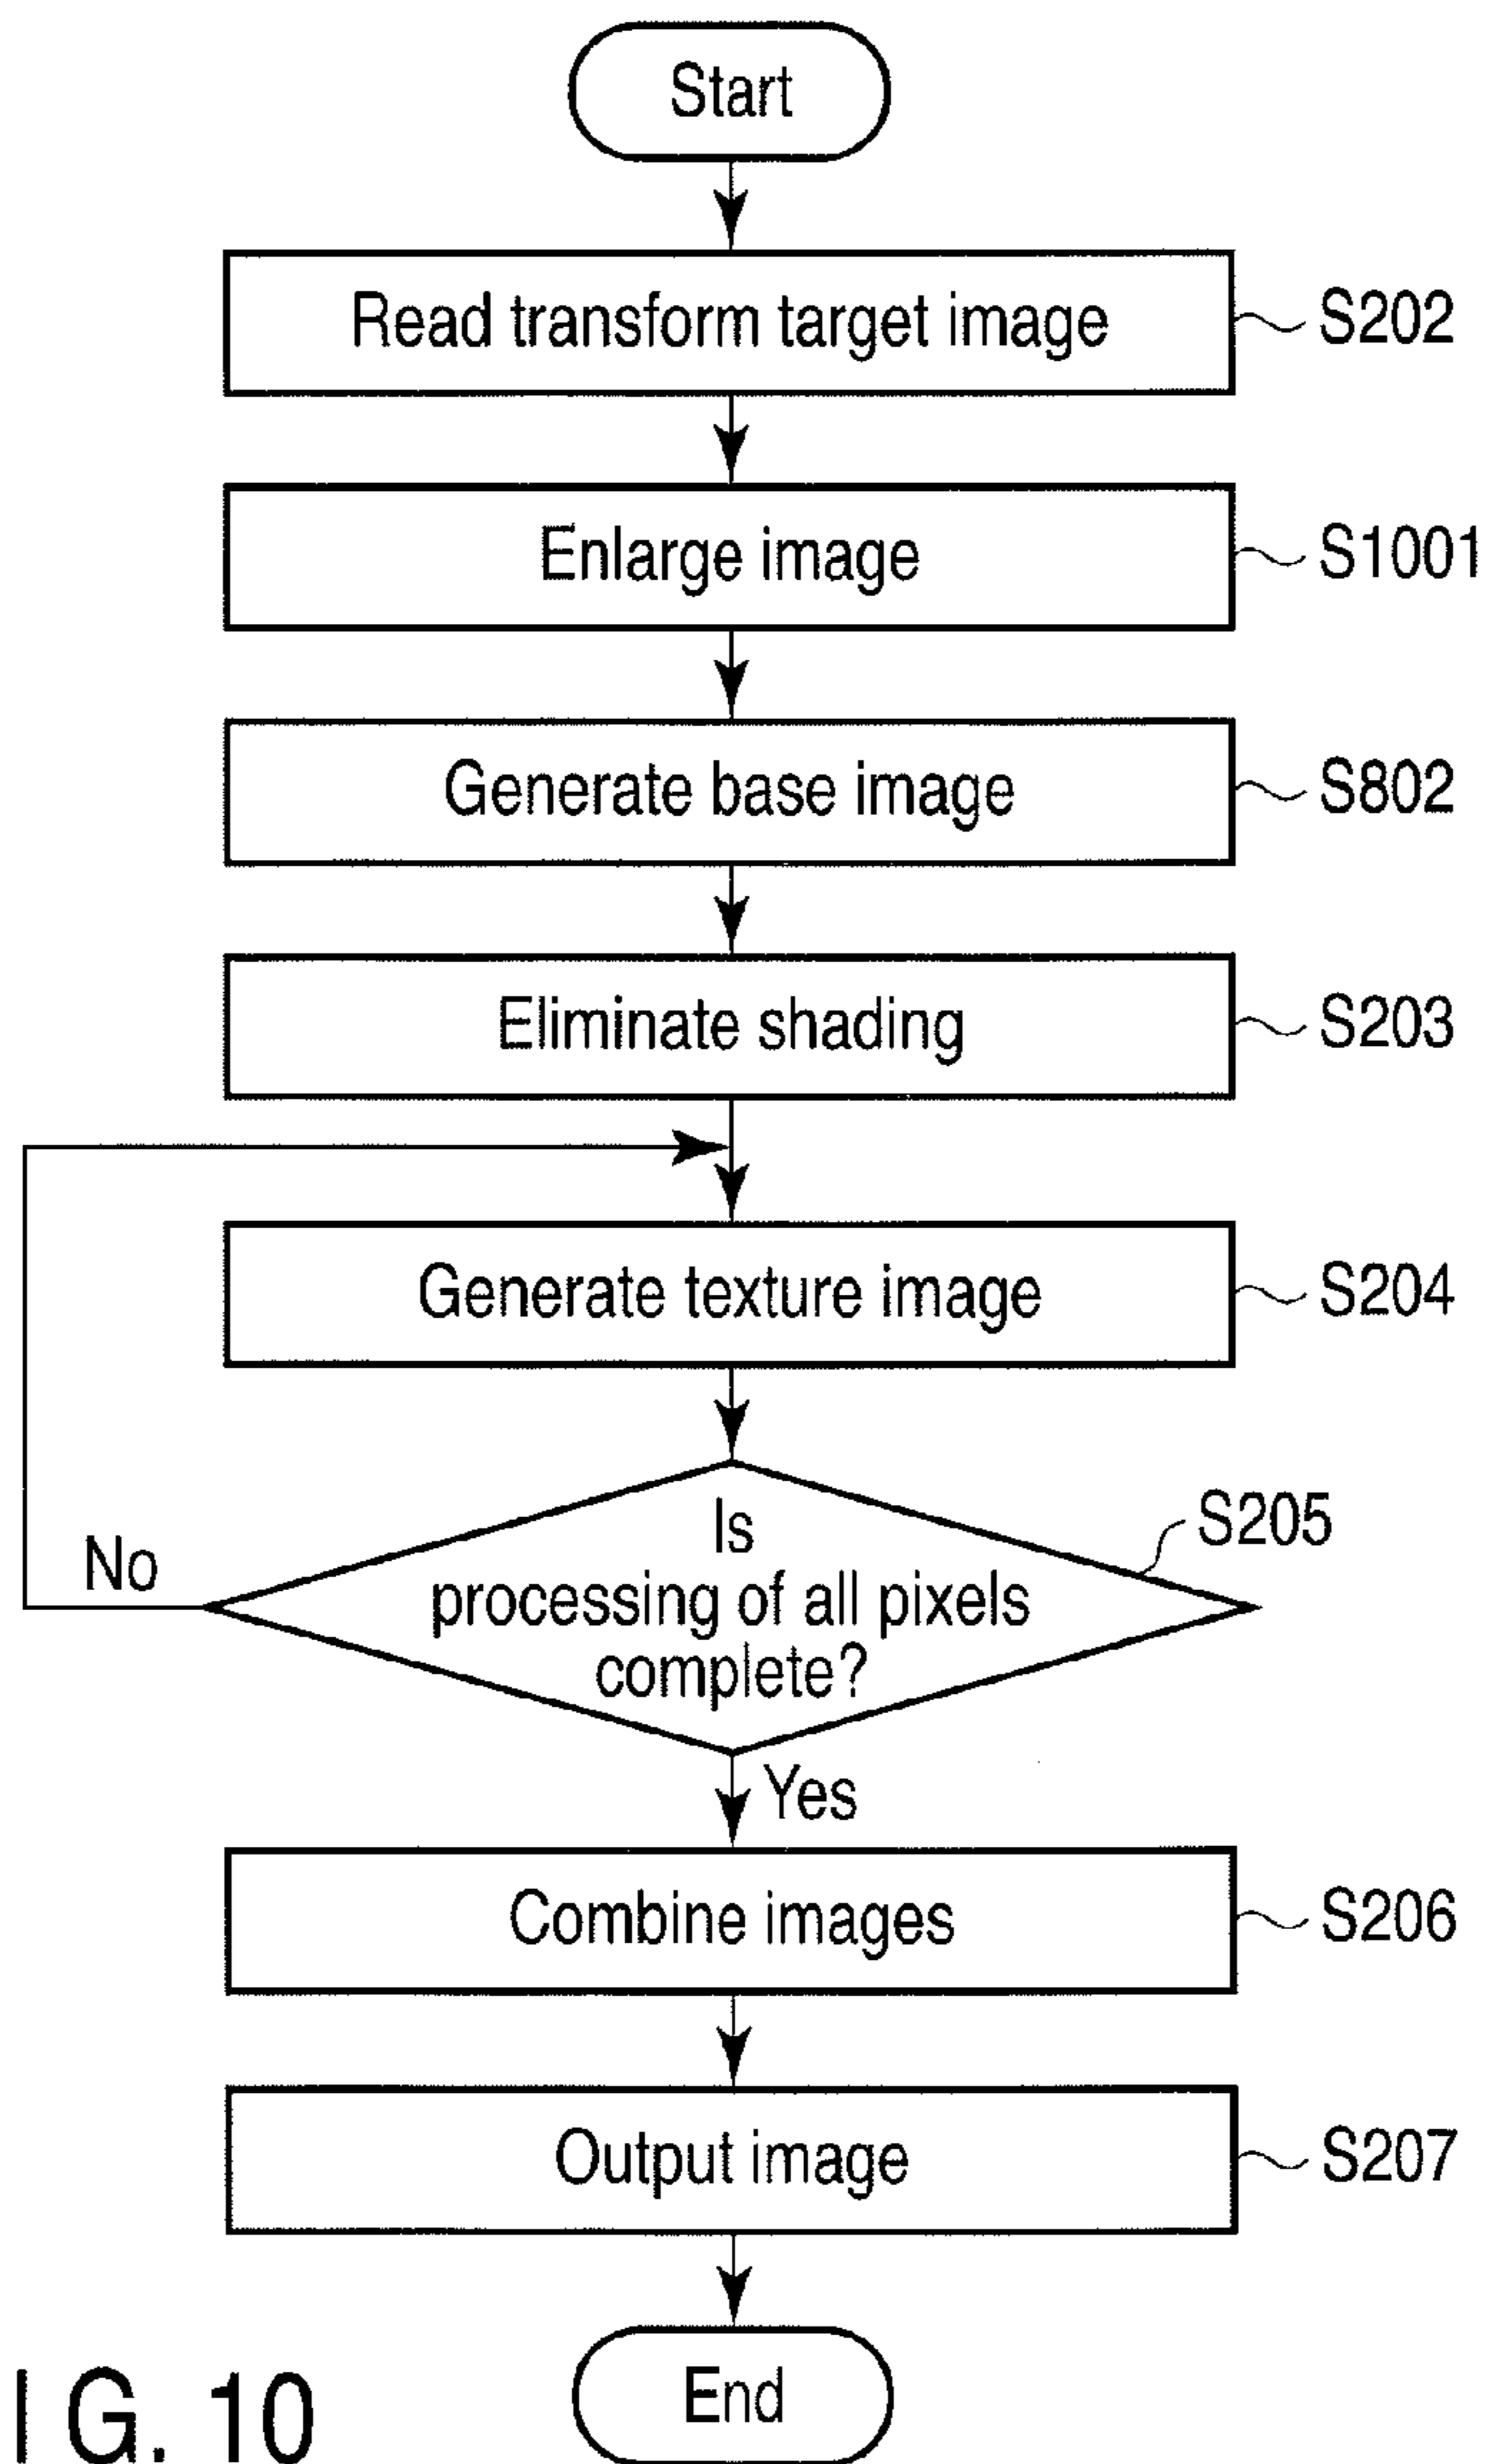 Start
Read transform target image
S202
Enlarge image
S1001
Generate base image
S802
Eliminate shading
S203
Generate texture image
S204
Is
processing of all pixels
complete?
S205
No
Yes
Combine images
S206
Output image
S207
End
IG. 10